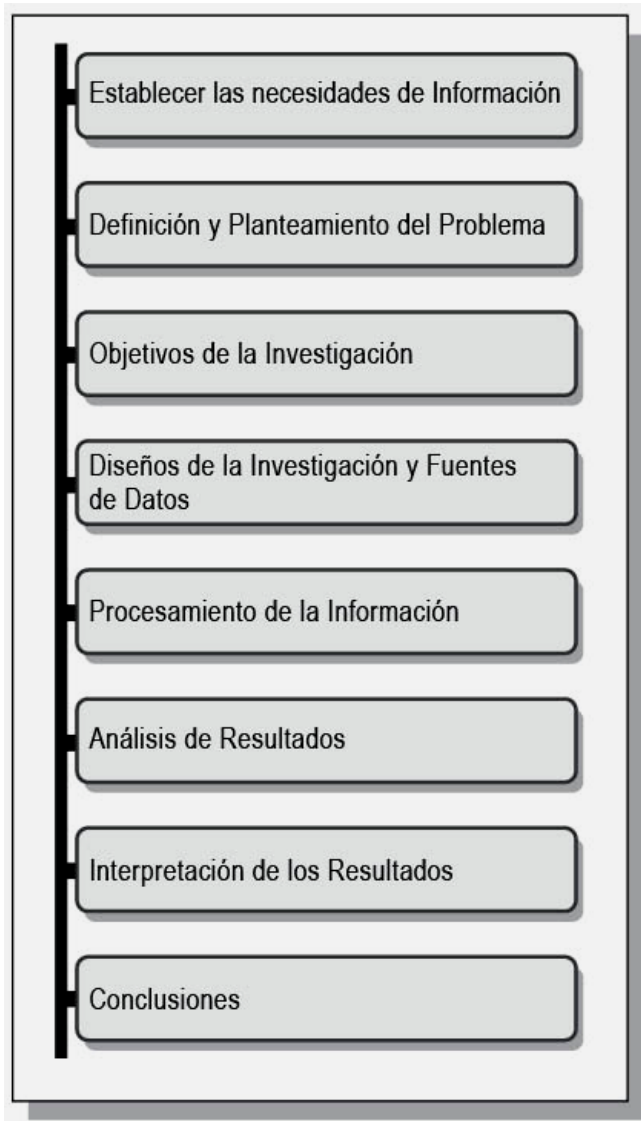 Establecer las necesidades de Información
Definición y Planteamiento del Problema
Objetivos de la Investigación
Diseños de la Investigación y Fuentes
de Datos
Procesamiento de la Información
Análisis de Resultados
Interpretación de los Resultados
Conclusiones